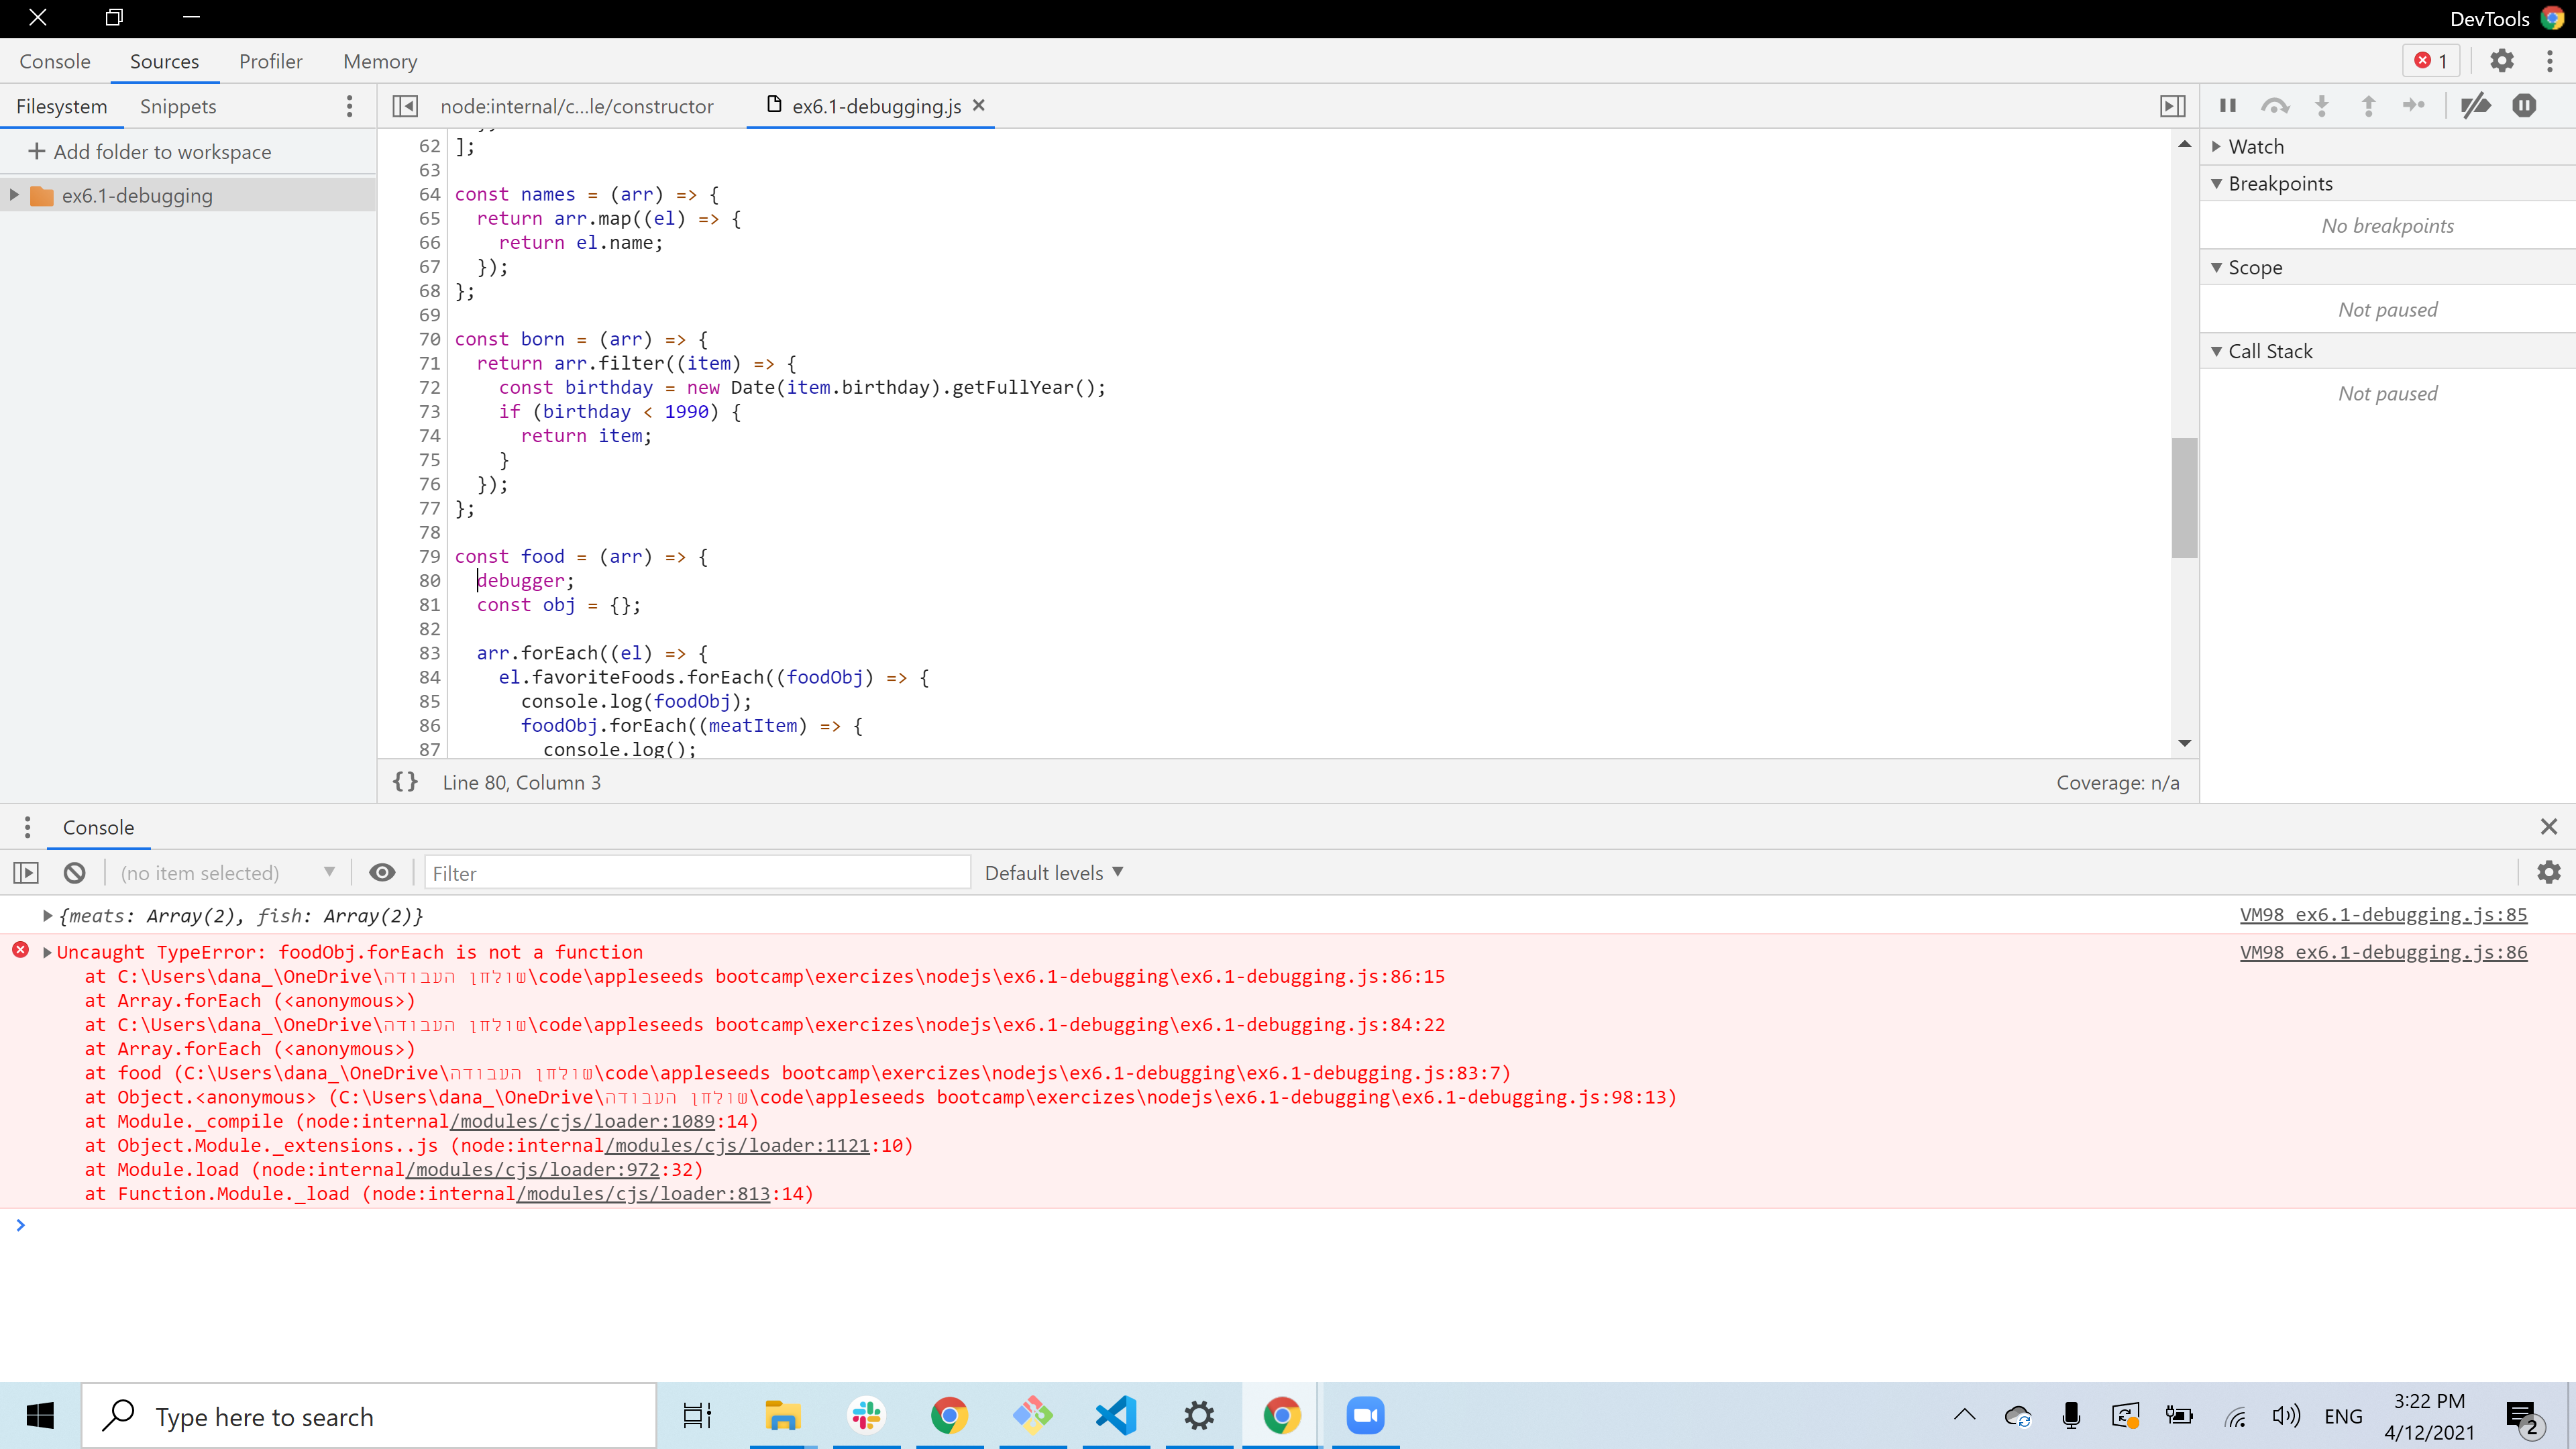 DevTools
Console Sources Profiler Memory 1
Filesystem Snippets node:internal/c...le/constructor ex6.1-debugging.js
Add folder to workspace
ex6.1-debugging
62 ];
63
64 const names = (arr) => {
65 return arr.map((el) => {
66 return el.name;
67 });
68 };
69
70 const born = (arr) => {
71 return arr.filter((item) => {
72 const birthday = new Date(item.birthday).getFullYear();
73 if (birthday < 1990) {
74 return item;
75 }
76 });
77 };
78
79 const food = (arr) => {
80 debugger;
81 const obj = {};
82
83 arr.forEach((el) => {
84 el.favoriteFoods.forEach((foodObj) => {
85 console.log(foodObj);
86 foodObj.forEach((meatItem) => {
87 console.log();
{} Line 80, Column 3 Coverage: n/a
Watch
Breakpoints
No breakpoints
Scope
Not paused
Call Stack
Not paused
Console
(no item selected) Filter Default levels
{meats: Array(2), fish: Array(2)} VM98 ex6.1-debugging.js:85
Uncaught TypeError: foodObj.forEach is not a function VM98 ex6.1-debugging.js:86
at C:\Users\dana_\OneDrive\שולחן העבודה\code\appleseeds bootcamp\exercizes\nodejs\ex6.1-debugging\ex6.1-debugging.js:86:15
at Array.forEach (<anonymous>)
at C:\Users\dana_\OneDrive\שולחן העבודה\code\appleseeds bootcamp\exercizes\nodejs\ex6.1-debugging\ex6.1-debugging.js:84:22
at Array.forEach (<anonymous>)
at food (C:\Users\dana_\OneDrive\שולחן העבודה\code\appleseeds bootcamp\exercizes\nodejs\ex6.1-debugging\ex6.1-debugging.js:83:7)
at Object.<anonymous> (C:\Users\dana_\OneDrive\שולחן העבודה\code\appleseeds bootcamp\exercizes\nodejs\ex6.1-debugging\ex6.1-debugging.js:98:13)
at Module._compile (node:internal/modules/cjs/loader:1089:14)
at Object.Module._extensions..js (node:internal/modules/cjs/loader:1121:10)
at Module.load (node:internal/modules/cjs/loader:972:32)
at Function.Module._load (node:internal/modules/cjs/loader:813:14)
>
Type here to search ENG 3:22 PM
4/12/2021 2